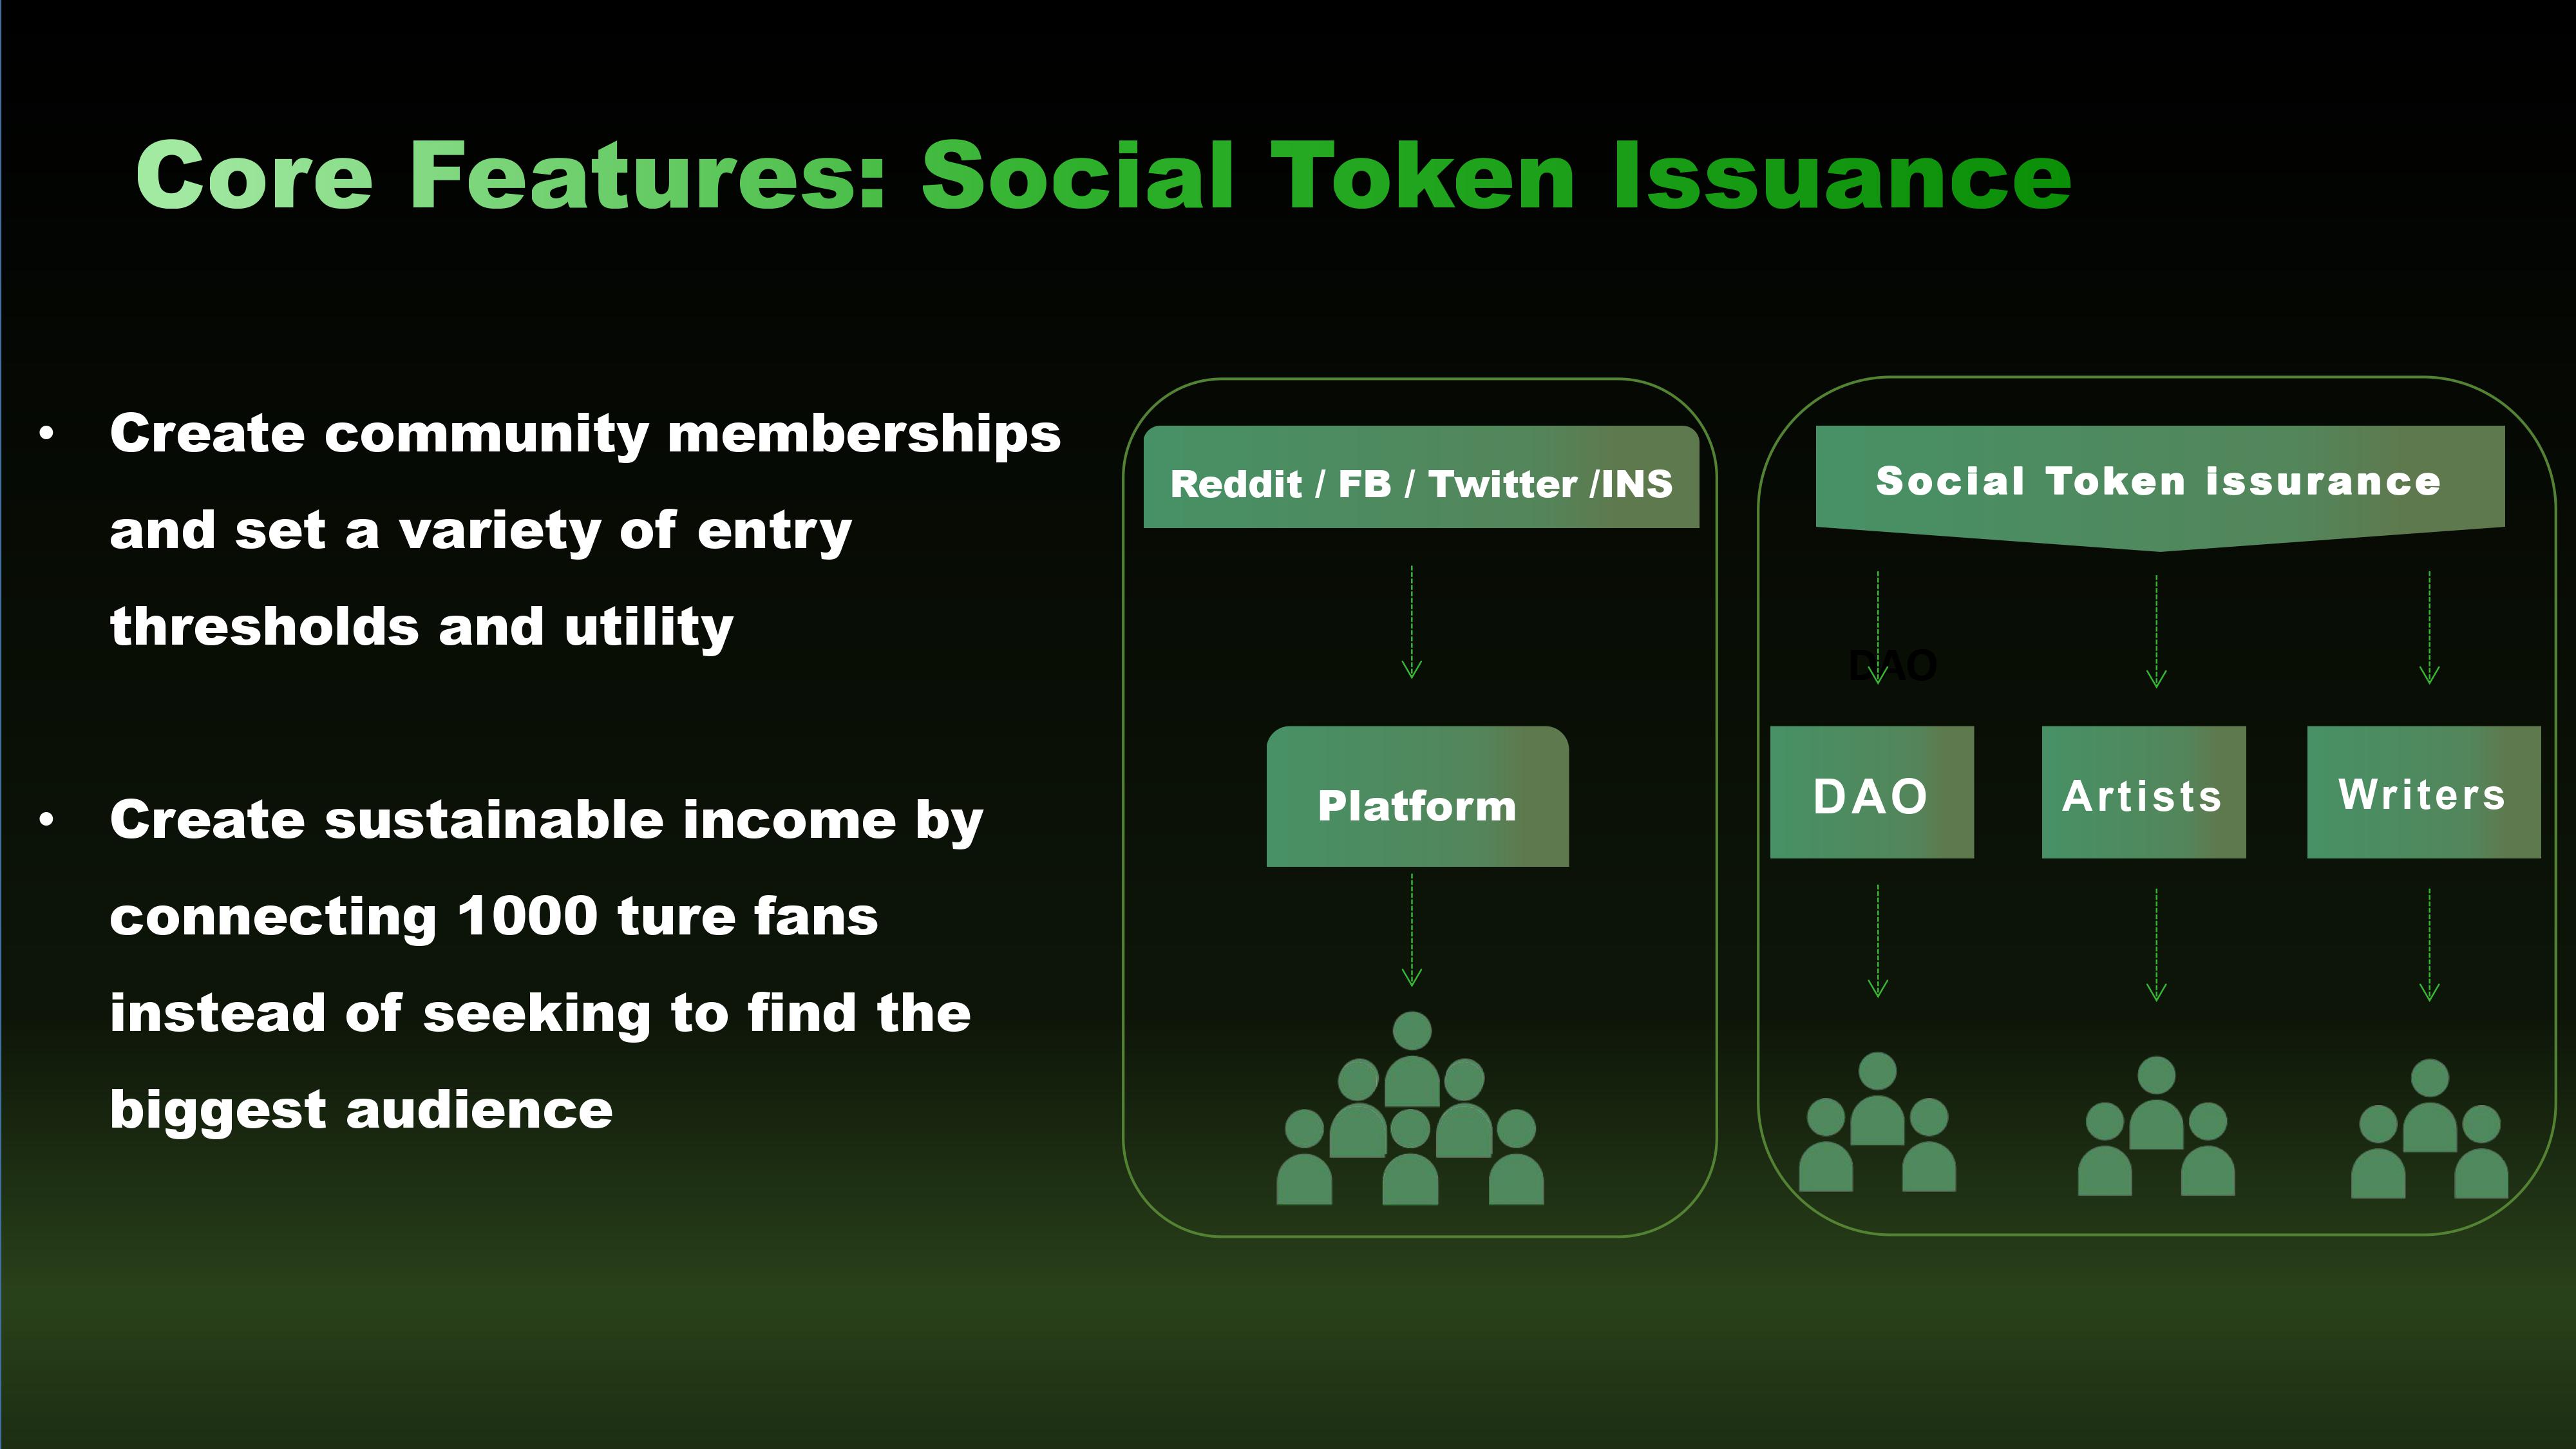 Core Features: Social Token Issuance
• Create community memberships
and set a variety of entry
thresholds and utility
• Create sustainable income by
connecting 1000 ture fans
instead of seeking to find the
biggest audience
Reddit / FB / Twitter /INS
Platform
Social Token issurance
DAO
DAO
Artists
Writers